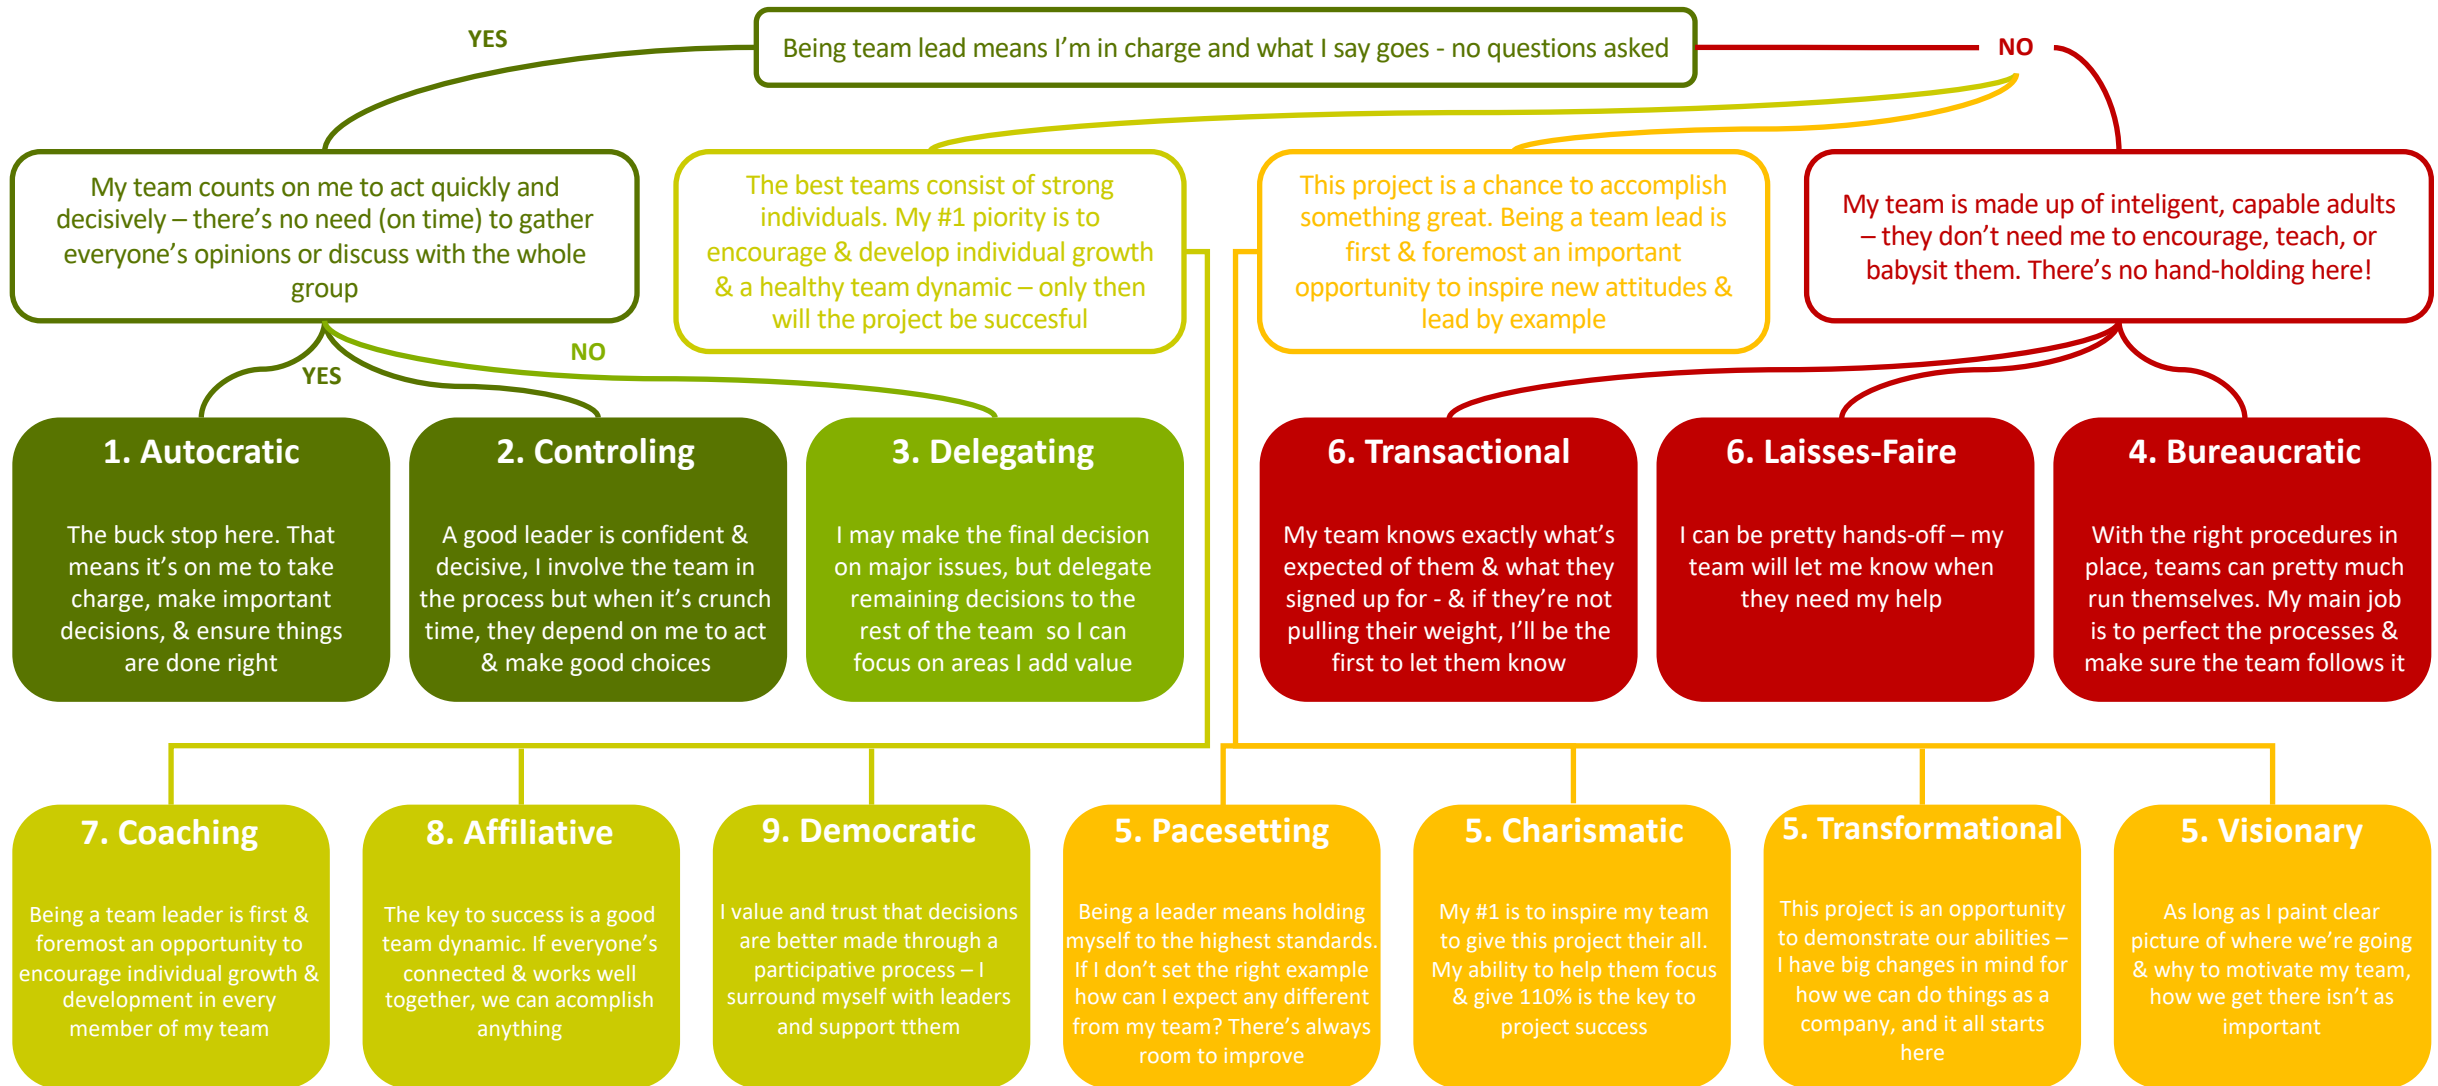 YES
Being team lead means I'm in charge and what I say goes - no questions asked
NO
My team counts on me to act quickly and
decisively – there's no need (on time) to gather
everyone's opinions or discuss with the whole
group
The best teams consist of strong
individuals. My #1 piority is to
encourage & develop individual growth
& a healthy team dynamic – only then
will the project be succesful
This project is a chance to accomplish
something great. Being a team lead is
first & foremost an important
opportunity to inspire new attitudes &
lead by example
My team is made up of inteligent, capable adults
– they don't need me to encourage, teach, or
babysit them. There's no hand-holding here!
YES
NO
1. Autocratic
The buck stop here. That
means it's on me to take
charge, make important
decisions, & ensure things
are done right
2. Controling
A good leader is confident &
decisive, I involve the team in
the process but when it's crunch
time, they depend on me to act
& make good choices
3. Delegating
I may make the final decision
on major issues, but delegate
remaining decisions to the
rest of the team so I can
focus on areas I add value
6. Transactional
My team knows exactly what's
expected of them & what they
signed up for - & if they're not
pulling their weight, I'll be the
first to let them know
6. Laisses-Faire
I can be pretty hands-off – my
team will let me know when
they need my help
4. Bureaucratic
With the right procedures in
place, teams can pretty much
run themselves. My main job
is to perfect the processes &
make sure the team follows it
7. Coaching
Being a team leader is first &
foremost an opportunity to
encourage individual growth &
development in every
member of my team
8. Affiliative
The key to success is a good
team dynamic. If everyone's
connected & works well
together, we can acomplish
anything
9. Democratic
I value and trust that decisions
are better made through a
participative process – I
surround myself with leaders
and support tthem
5. Pacesetting
Being a leader means holding
myself to the highest standards.
If I don't set the right example
how can I expect any different
from my team? There's always
room to improve
5. Charismatic
My #1 is to inspire my team
to give this project their all.
My ability to help them focus
& give 110% is the key to
project success
5. Transformational
This project is an opportunity
to demonstrate our abilities –
I have big changes in mind for
how we can do things as a
company, and it all starts
here
5. Visionary
As long as I paint clear
picture of where we're going
& why to motivate my team,
how we get there isn't as
important